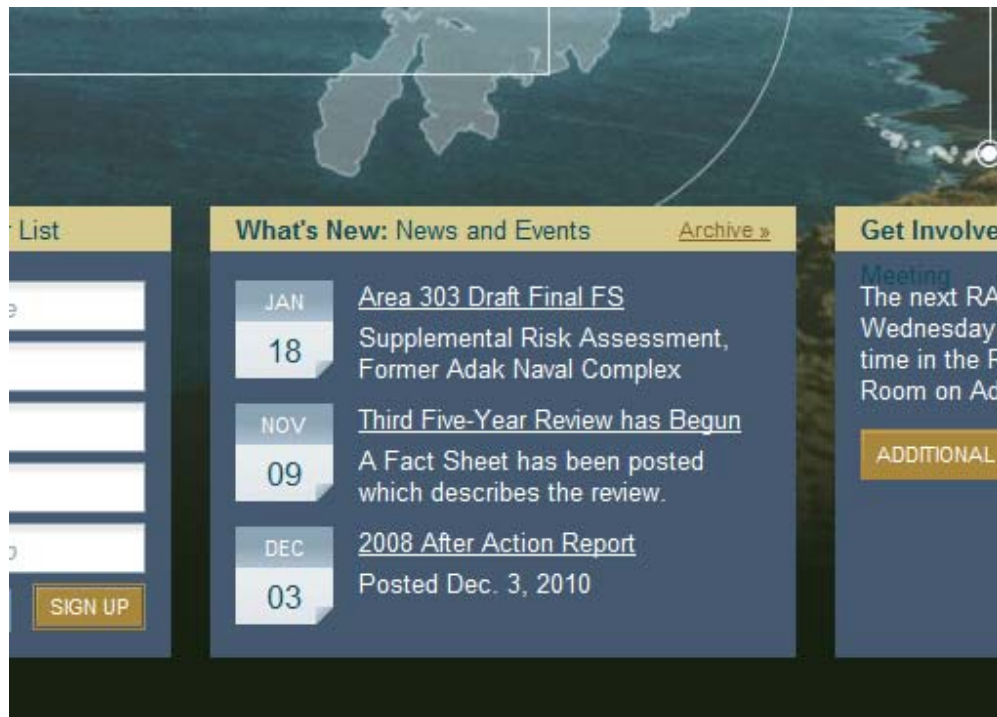 List
What's New: News and Events
Archive »
JAN
18
Area 303 Draft Final FS
Supplemental Risk Assessment,
Former Adak Naval Complex
NOV
09
Third Five-Year Review has Begun
A Fact Sheet has been posted
which describes the review.
DEC
03
2008 After Action Report
Posted Dec. 3, 2010
SIGN UP
Get Involve
Meeting
The next RA
Wednesday
time in the
Room on Ad
ADDITIONAL